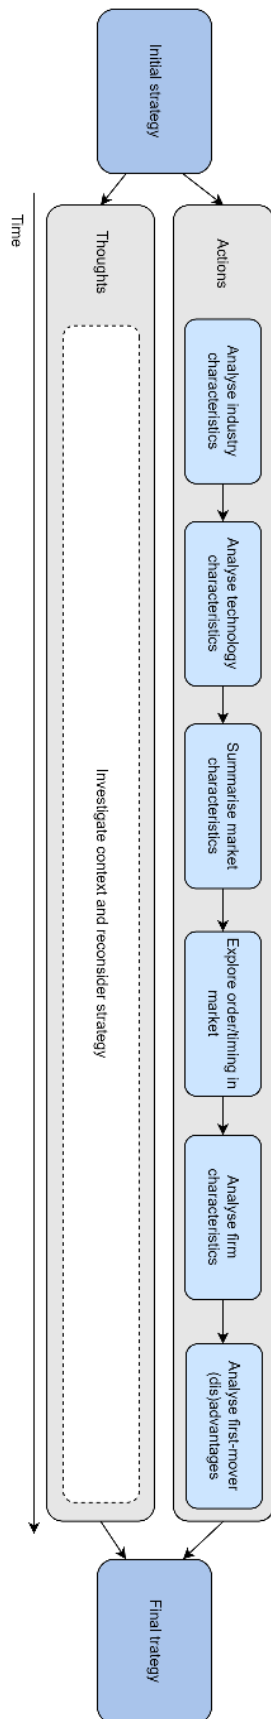 Initial strategy
Actions
Analyse industry
characteristics
Analyse technology
characteristics
Summarise market
characteristics
Explore order/timing in
market
Analyse firm
characteristics
Analyse first-mover
(dis)advantages
Thoughts
Investigate context and reconsider strategy
Time
Final trategy